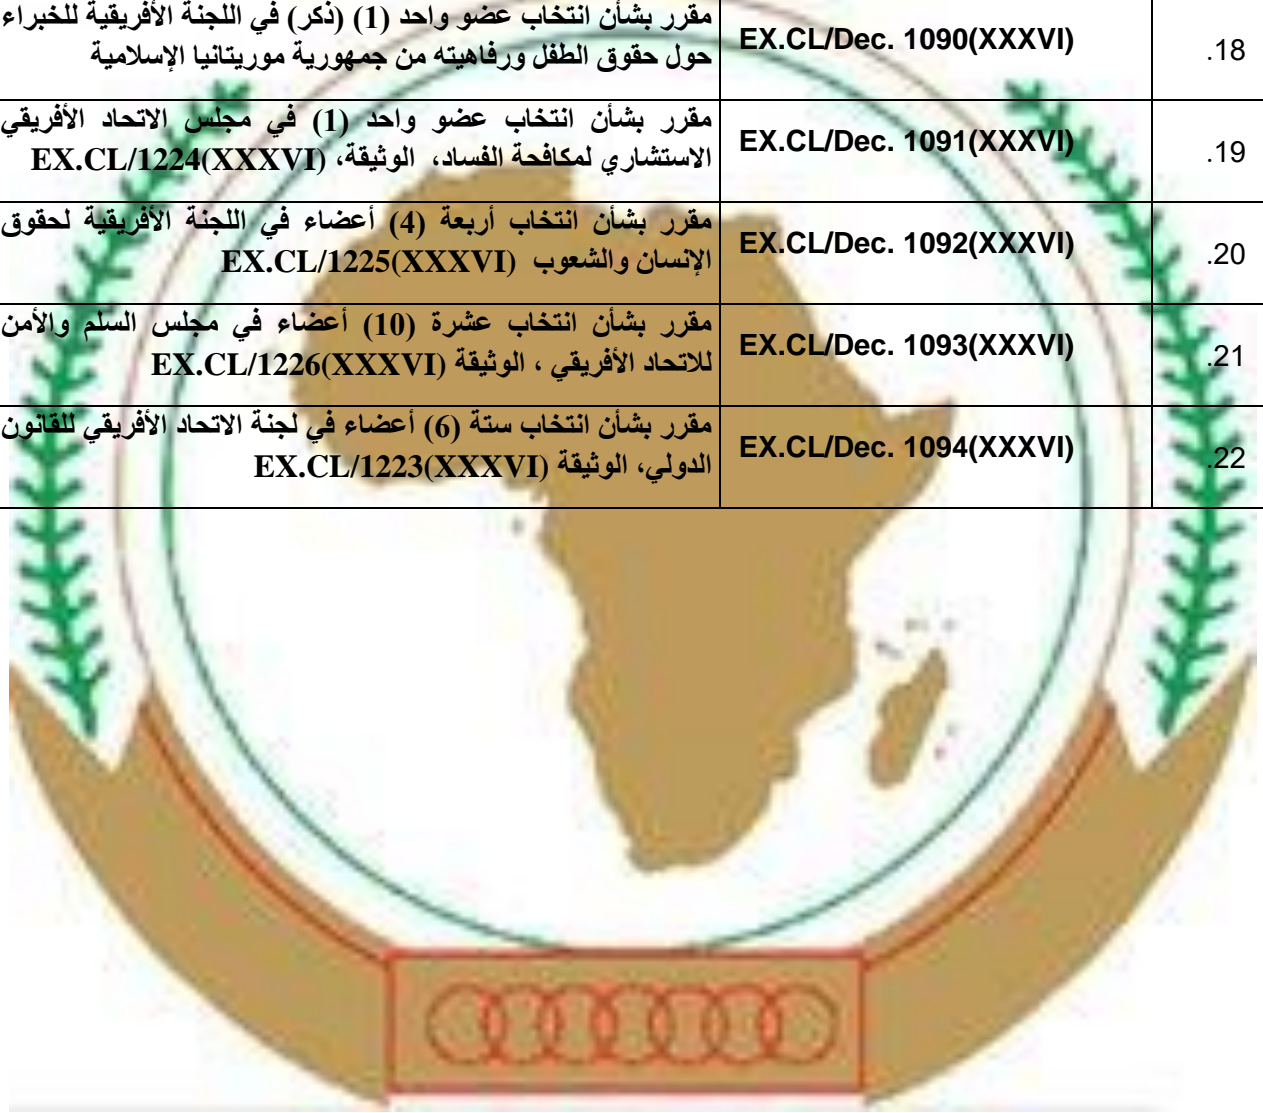 .18
EX.CL/Dec. 1090(XXXVI)
مقرر بشأن انتخاب عضو واحد (1) (ذكر) في اللجنة الأفريقية للخبراء
حول حقوق الطفل ورفاهيته من جمهورية موريتانيا الإسلامية
.19
EX.CL/Dec. 1091(XXXVI)
مقرر بشأن انتخاب عضو واحد (1) في مجلس الاتحاد الأفريقي
الاستشاري لمكافحة الفساد، الوثيقة، EX.CL/1224(XXXVI)
.20
EX.CL/Dec. 1092(XXXVI)
مقرر بشأن انتخاب أربعة (4) أعضاء في اللجنة الأفريقية لحقوق
الإنسان والشعوب EX.CL/1225(XXXVI)
.21
EX.CL/Dec. 1093(XXXVI)
مقرر بشأن انتخاب عشرة (10) أعضاء في مجلس السلم والأمن
للاتحاد الأفريقي ، الوثيقة EX.CL/1226(XXXVI)
.22
EX.CL/Dec. 1094(XXXVI)
مقرر بشأن انتخاب ستة (6) أعضاء في لجنة الاتحاد الأفريقي للقانون
الدولي، الوثيقة EX.CL/1223(XXXVI)